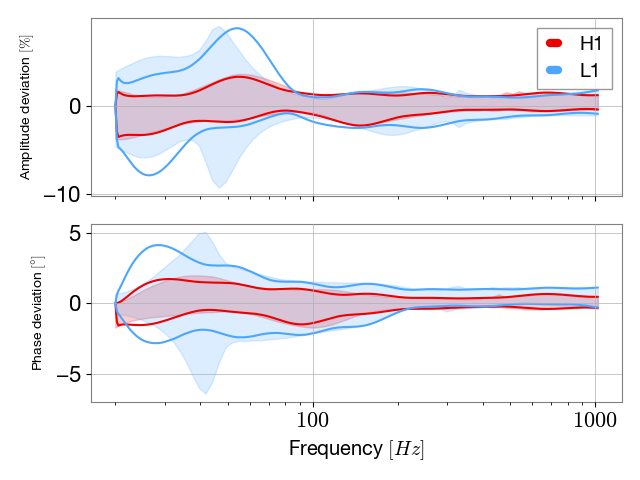 Amplitude deviation [%]
0
−10
H1
L1
Phase deviation [°]
5
0
−5
100
1000
Frequency [Hz]